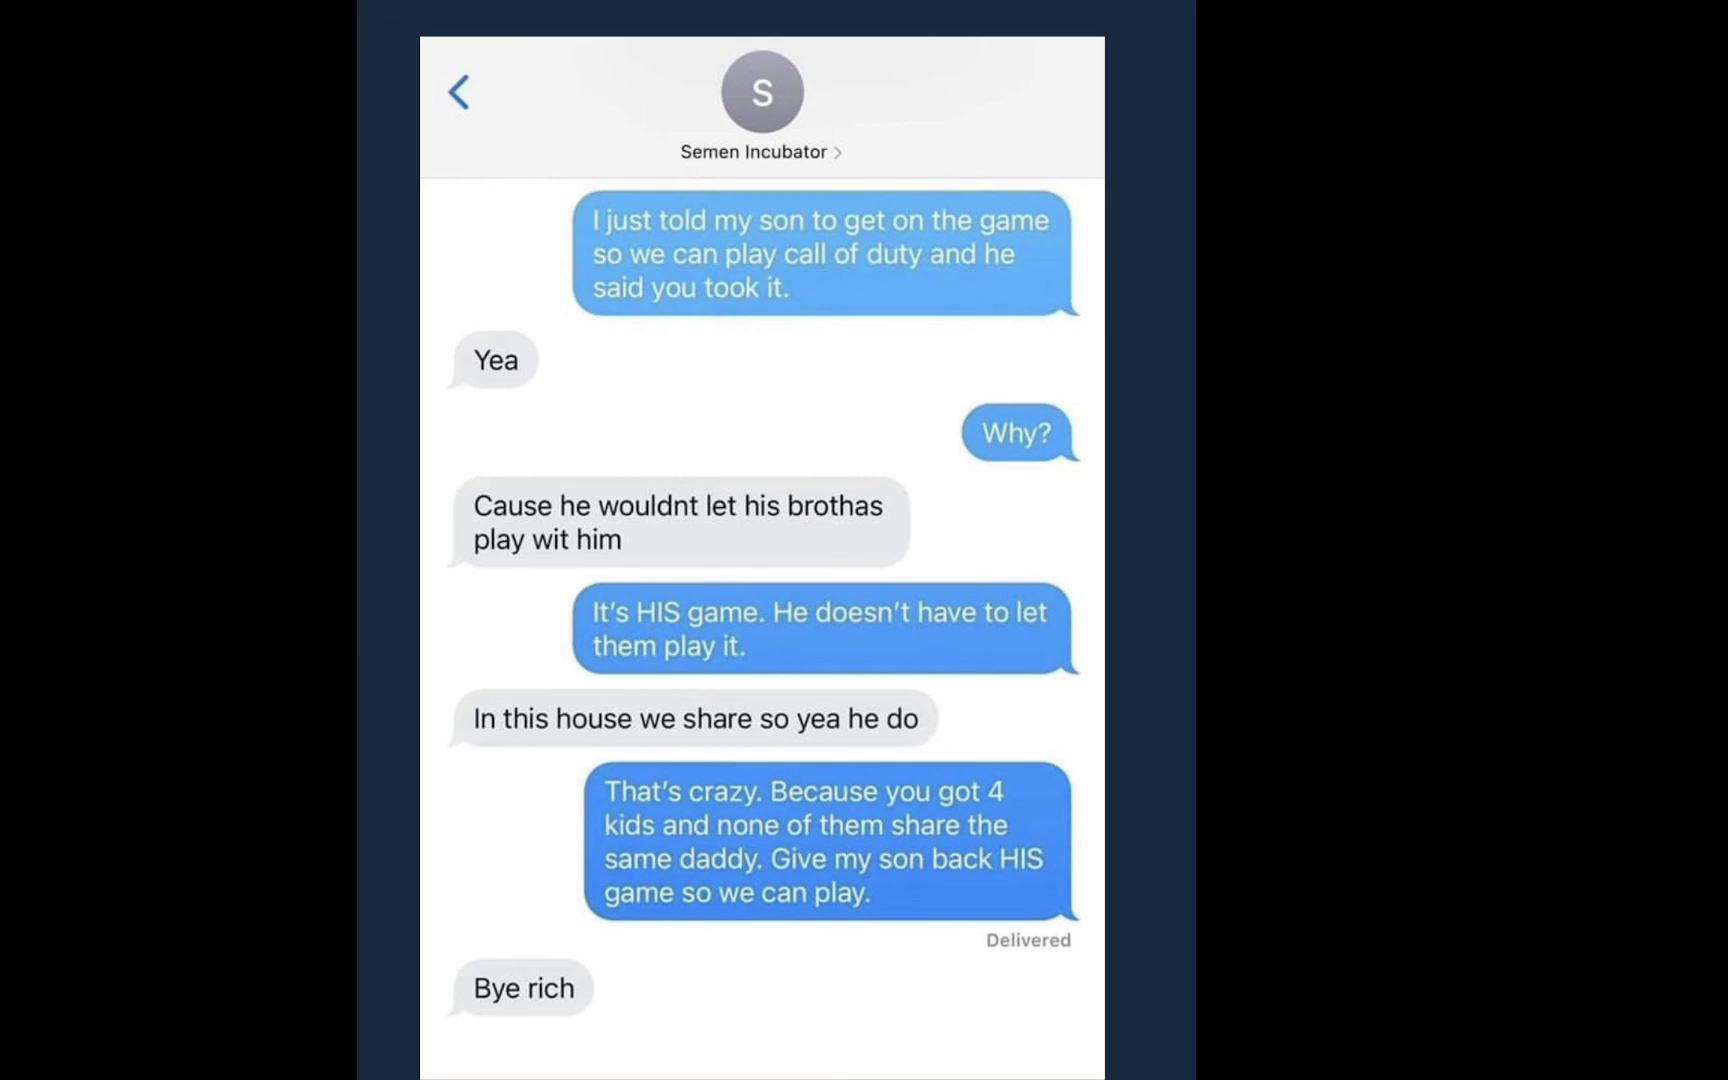 S
Semen Incubator
I just told my son to get on the game
so we can play call of duty and he
said you took it.
Yea
Why?
Cause he wouldnt let his brothas
play wit him
It's HIS game. He doesn't have to let
them play it.
In this house we share so yea he do
That's crazy. Because you got 4
kids and none of them share the
same daddy. Give my son back HIS
game so we can play.
Delivered
Bye rich